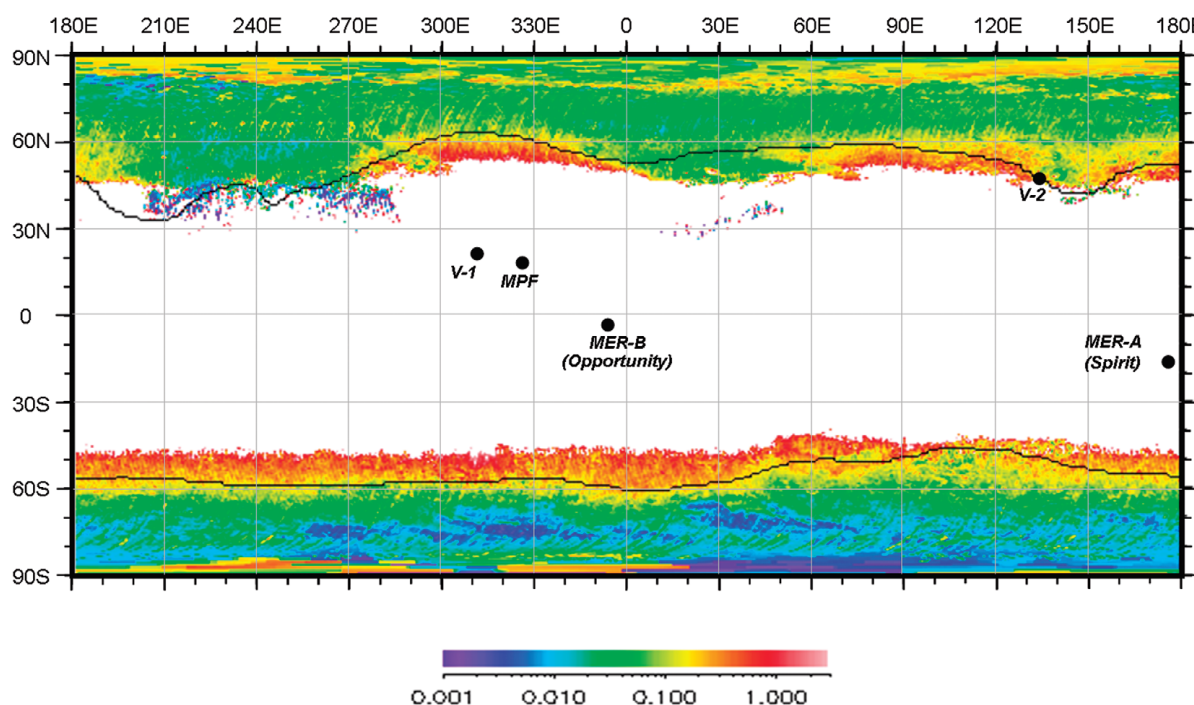 180E 210E 240E 270E 300E 330E 0 30E 60E 90E 120E 150E 180E
90N
60N
30N
0
30S
60S
90S
V-2
V-1
MPF
MER-B
(Opportunity)
MER-A
(Spirit)
0.001 0.010 0.100 1.000